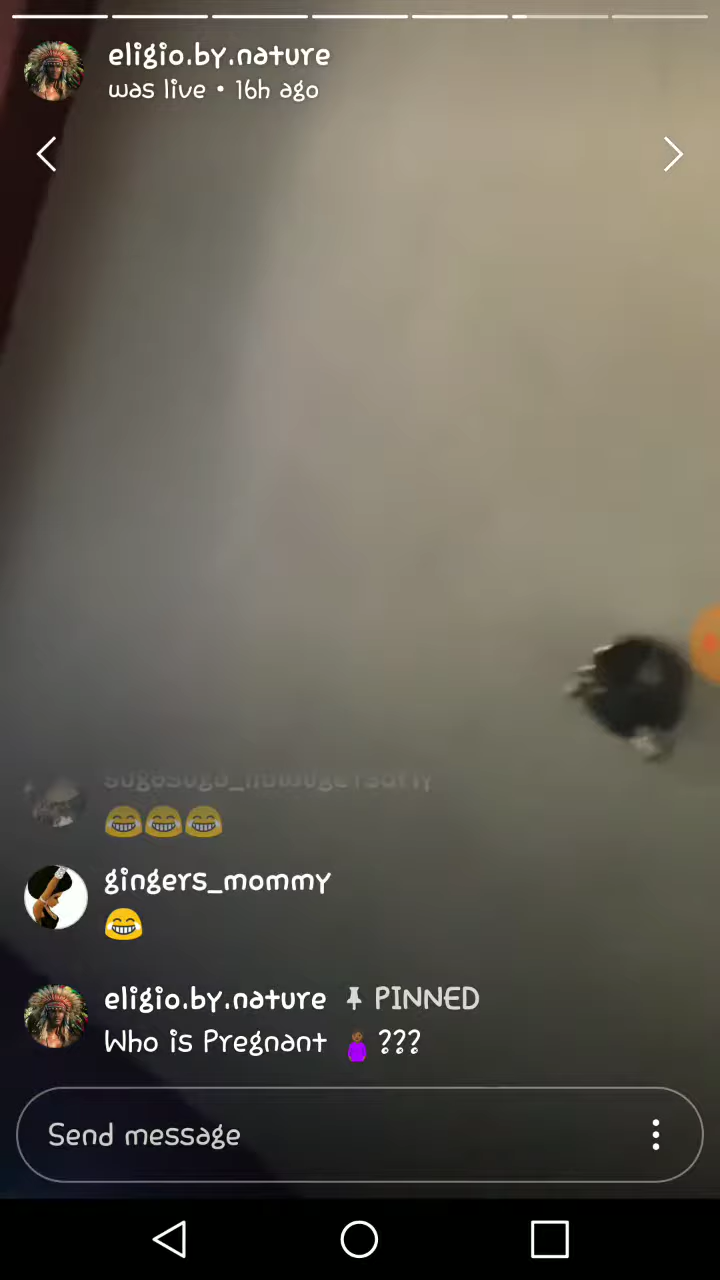 eligio.by.nature
was live • 16h ago
😂😂😂
gingers_mommy
😂
eligio.by.nature PINNED
Who is Pregnant 🤰🏾???
Send message